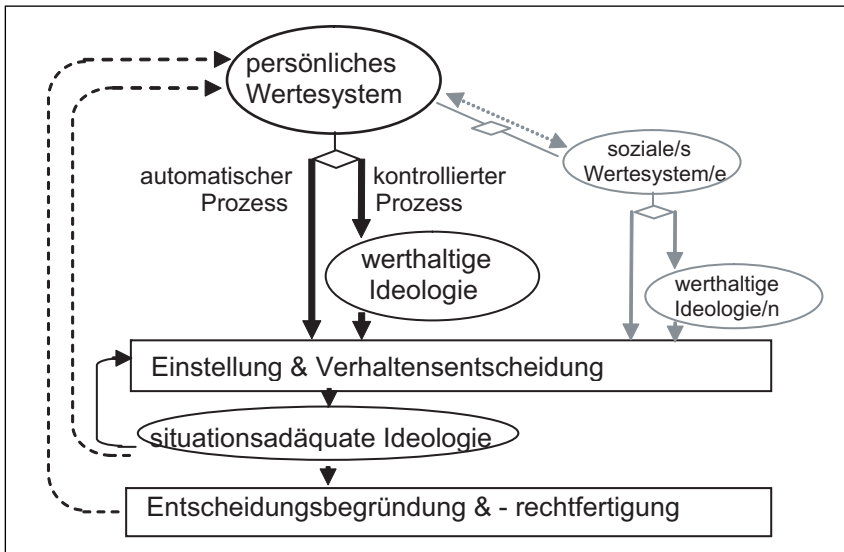 persönliches
Wertesystem
soziale/s
Wertesystem/e
automatischer
Prozess
kontrollierter
Prozess
werthaltige
Ideologie
werthaltige
Ideologie/n
Einstellung & Verhaltensentscheidung
situationsadäquate Ideologie
Entscheidungsbegründung & - rechtfertigung